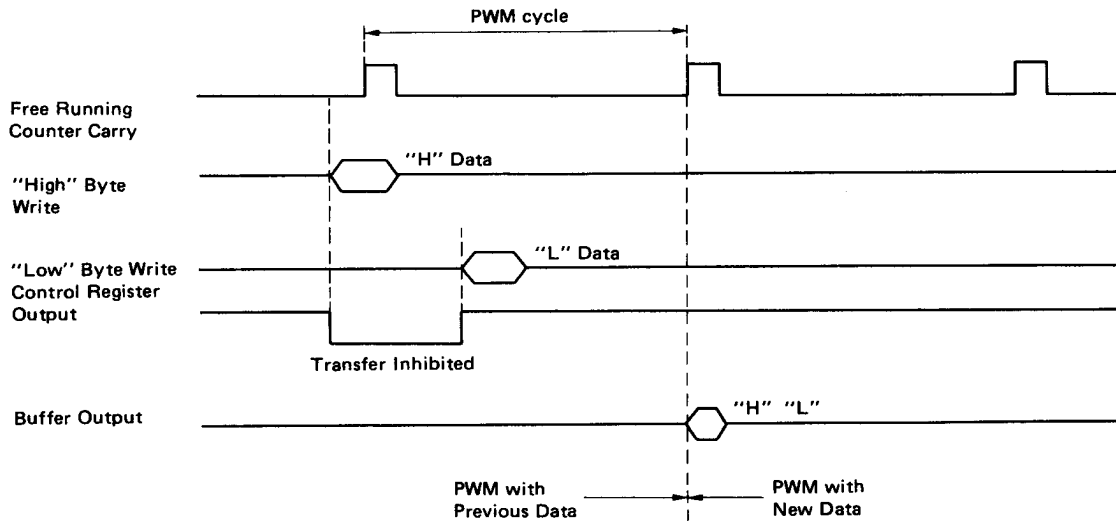 PWM cycle
Free Running
Counter Carry
"H" Data
"High" Byte
Write
"L" Data
"Low" Byte Write
Control Register
Output
Transfer Inhibited
Buffer Output
"H" "L"
PWM with
Previous Data
PWM with
New Data